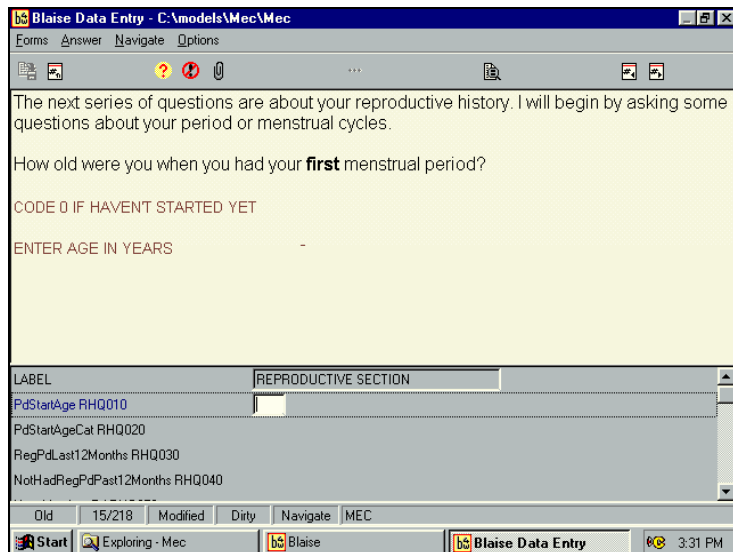 Blaise Data Entry - C:\models\Mec\Mec
Forms Answer Navigate Options
The next series of questions are about your reproductive history. I will begin by asking some
questions about your period or menstrual cycles.
How old were you when you had your first menstrual period?
CODE 0 IF HAVEN'T STARTED YET
ENTER AGE IN YEARS
LABEL REPRODUCTIVE SECTION
PdStartAge RHQ010
PdStartAgeCat RHQ020
RegPdLast12Months RHQ030
NotHadRegPdPast12Months RHQ040
Old 15/218 Modified Dirty Navigate MEC
Start Exploring - Mec Blaise Blaise Data Entry 3:31 PM